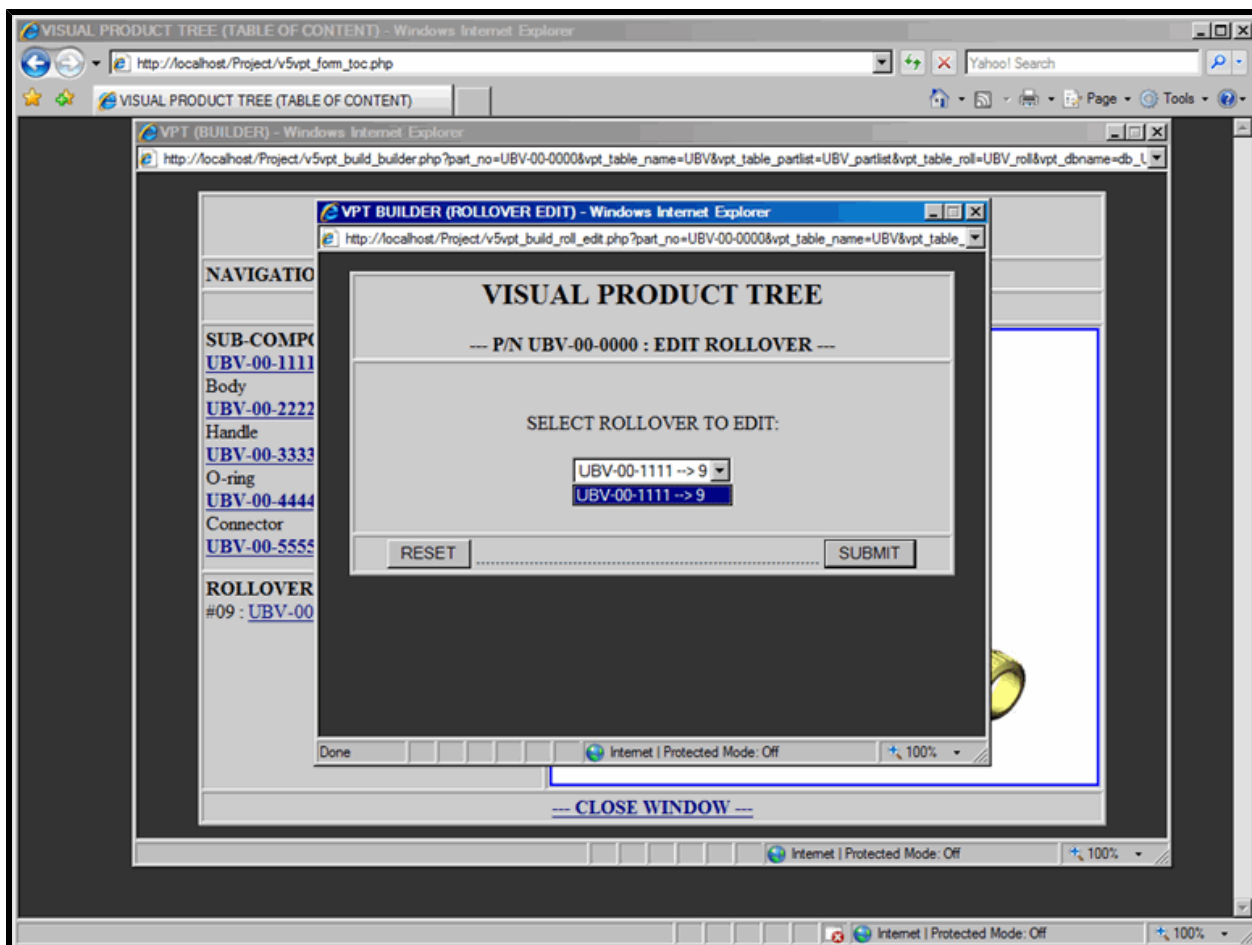 VISUAL PRODUCT TREE (TABLE OF CONTENT) - Windows Internet Explorer
http://localhost/Project/v5vpt_form_toc.php
Yahoo! Search
VISUAL PRODUCT TREE (TABLE OF CONTENT)
Page
Tools
VPT (BUILDER) - Windows Internet Explorer
http://localhost/Project/v5vpt_build_builder.php?part_no=UBV-00-0000&vpt_table_name=UBV&vpt_table_partlist=UBV_partlist&vpt_table_roll=UBV_roll&vpt_dbname=db_U
VPT BUILDER (ROLLOVER EDIT) - Windows Internet Explorer
http://localhost/Project/v5vpt_build_roll_edit.php?part_no=UBV-00-0000&vpt_table_name=UBV&vpt_table_
NAVIGATIO
SUB-COMPO
UBV-00-1111
Body
UBV-00-2222
Handle
UBV-00-3333
O-ring
UBV-00-4444
Connector
UBV-00-5555
ROLLOVER
#09 : UBV-00
VISUAL PRODUCT TREE
--- P/N UBV-00-0000 : EDIT ROLLOVER ---
SELECT ROLLOVER TO EDIT:
UBV-00-1111 --> 9
UBV-00-1111 --> 9
RESET
SUBMIT
Done
Internet | Protected Mode: Off
100%
--- CLOSE WINDOW ---
Internet | Protected Mode: Off
100%
Internet | Protected Mode: Off
100%